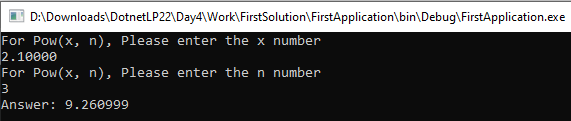 D:\Downloads\DotnetLP22\Day4\Work\FirstSolution\FirstApplication\bin\Debug\FirstApplication.exe
For Pow(x, n), Please enter the x number
2.10000
For Pow(x, n), Please enter the n number
3
Answer: 9.260999